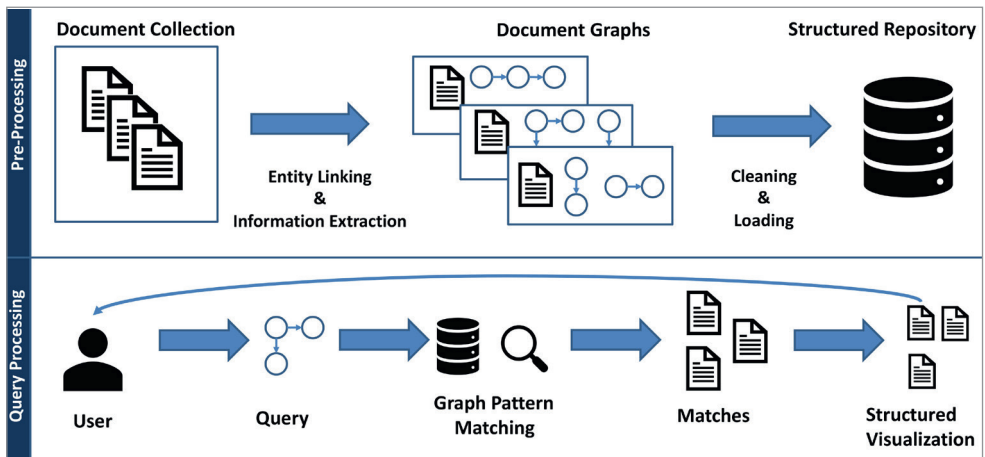 Pre-Processing
Document Collection
Document Graphs
Structured Repository
Entity Linking
&
Information Extraction
Cleaning
&
Loading
Query Processing
User
Query
Graph Pattern
Matching
Matches
Structured
Visualization